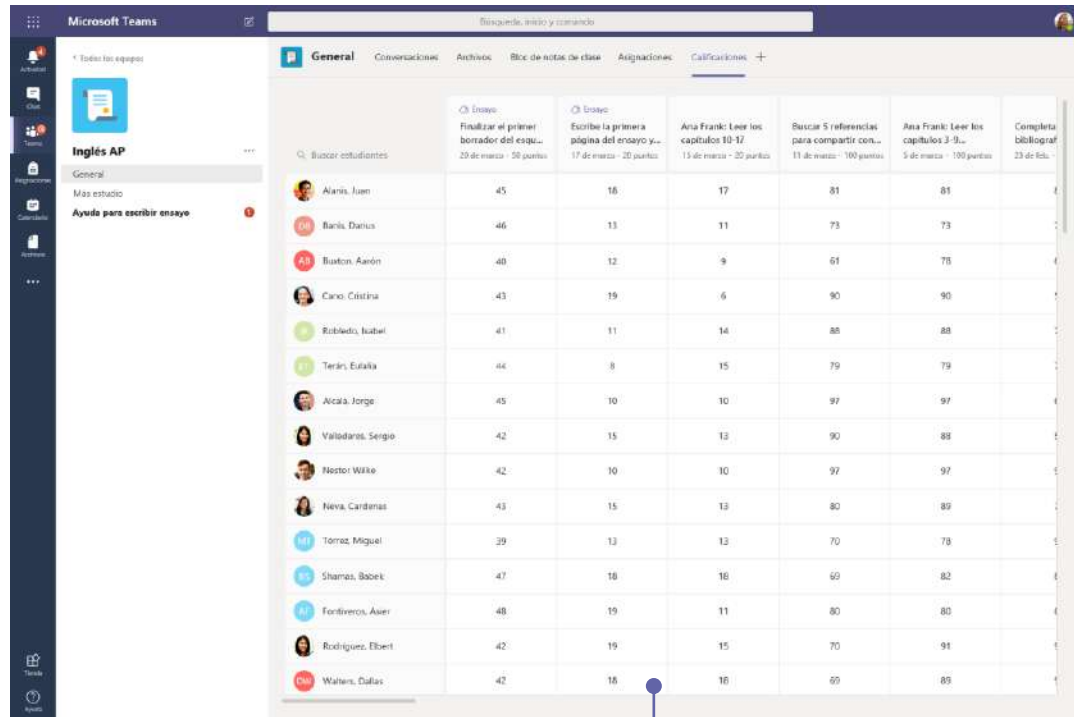 Microsoft Teams
Búsqueda, inicio y comando
4
Actividad
Chat
Teams
Asignaciones
Calendario
Archivos
Tienda
Ayuda
< Todos los equipos
Inglés AP
General
Más estudio
Ayuda para escribir ensayo
1
General Conversaciones Archivos Bloc de notas de clase Asignaciones Calificaciones +
Buscar estudiantes
Ensayo
Finalizar el primer
borrador del esqu...
20 de marzo - 50 puntos
Ensayo
Escribe la primera
página del ensayo y...
17 de marzo - 20 puntos
Ana Frank: Leer los
capítulos 10-17
15 de marzo - 20 puntos
Buscar 5 referencias
para compartir con...
11 de marzo - 100 puntos
Ana Frank: Leer los
capítulos 3-9...
5 de marzo - 100 puntos
Completa
bibliograf
23 de feb. -
Alanis, Juan 45 18 17 81 81
DB Banis, Darius 46 13 11 73 73
AB Buxton, Aarón 40 12 9 61 78
Cano, Cristina 43 19 6 90 90
Robledo, Isabel 41 11 14 88 88
ET Terán, Eulalia 44 8 15 79 79
Alcala, Jorge 45 10 10 97 97
Valladares, Sergio 42 15 13 90 88
Nestor Wilke 42 10 10 97 97
Neva, Cardenas 43 15 13 80 89
MT Torrez, Miguel 39 13 13 70 78
BS Shamas, Babek 47 18 18 69 82
AF Fontiveros, Asier 48 19 11 80 80
Rodriguez, Elbert 42 19 15 70 91
DW Walters, Dallas 42 18 18 69 89